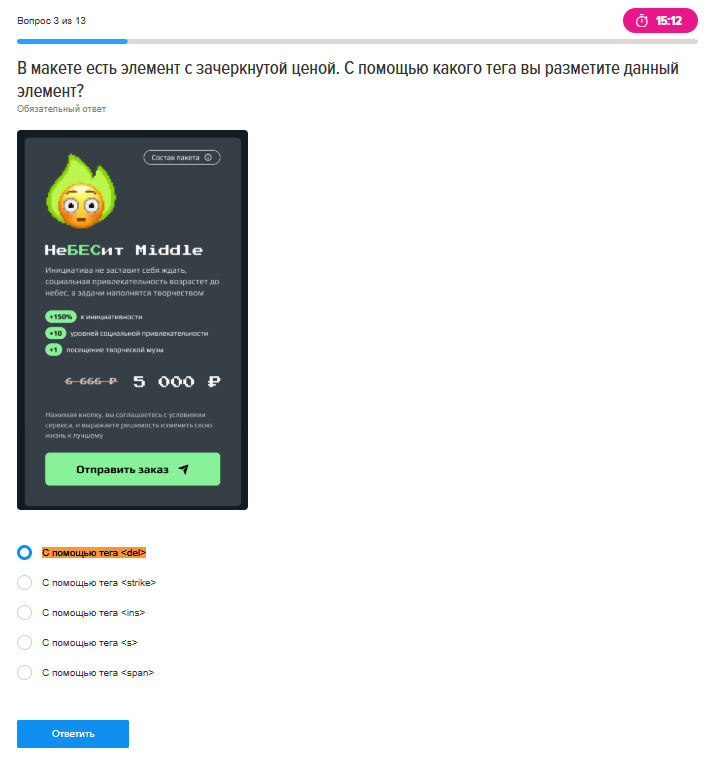 Вопрос 3 из 13
15:12
В макете есть элемент с зачеркнутой ценой. С помощью какого тега вы разметите данный
элемент?
Обязательный ответ
Состав пакета
НеБЕСит Middle
Инициатива не заставит себя ждать,
социальная привлекательность возрастет до
небес, а задачи наполнятся творчеством
+150% к инициативности
+10 уровней социальной привлекательности
+1 посещение творческой музы
6 666 ₽ 5 000 ₽
Нажимая кнопку, вы соглашаетесь с условиями
сервиса, и выражаете решимость изменить свою
жизнь к лучшему
Отправить заказ
С помощью тега <del>
С помощью тега <strike>
С помощью тега <ins>
С помощью тега <s>
С помощью тега <span>
Ответить